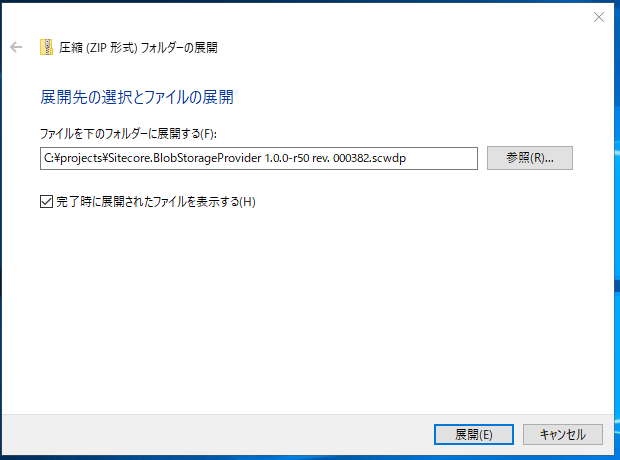 圧縮 (ZIP 形式) フォルダーの展開
展開先の選択とファイルの展開
ファイルを下のフォルダーに展開する(F):
C:¥projects¥Sitecore.BlobStorageProvider 1.0.0-r50 rev. 000382.scwdp
参照(R)...
完了時に展開されたファイルを表示する(H)
展開(E)
キャンセル